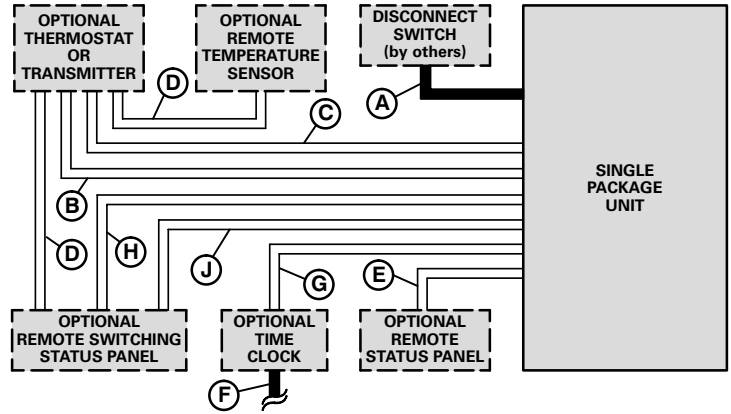 OPTIONAL
THERMOSTAT
OR
TRANSMITTER
OPTIONAL
REMOTE
TEMPERATURE
SENSOR
DISCONNECT
SWITCH
(by others)
D
A
C
SINGLE
PACKAGE
UNIT
B
D
H
J
G
E
OPTIONAL
REMOTE SWITCHING
STATUS PANEL
OPTIONAL
TIME
CLOCK
OPTIONAL
REMOTE
STATUS PANEL
F